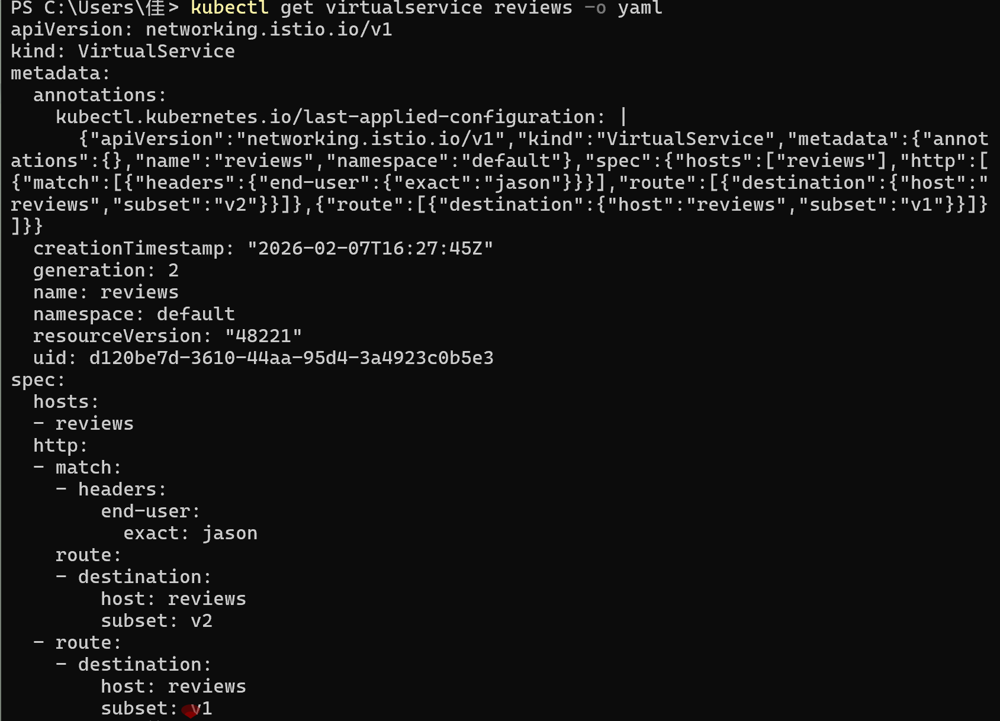 PS C:\Users\佳> kubectl get virtualservice reviews -o yaml
apiVersion: networking.istio.io/v1
kind: VirtualService
metadata:
  annotations:
    kubectl.kubernetes.io/last-applied-configuration: |
      {"apiVersion":"networking.istio.io/v1","kind":"VirtualService","metadata":{"annot
ations":{},"name":"reviews","namespace":"default"},"spec":{"hosts":["reviews"],"http":[
{"match":[{"headers":{"end-user":{"exact":"jason"}}}],"route":[{"destination":{"host":"
reviews","subset":"v2"}}]},{"route":[{"destination":{"host":"reviews","subset":"v1"}}]}
]}}
  creationTimestamp: "2026-02-07T16:27:45Z"
  generation: 2
  name: reviews
  namespace: default
  resourceVersion: "48221"
  uid: d120be7d-3610-44aa-95d4-3a4923c0b5e3
spec:
  hosts:
  - reviews
  http:
  - match:
    - headers:
        end-user:
          exact: jason
    route:
    - destination:
        host: reviews
        subset: v2
  - route:
    - destination:
        host: reviews
        subset: v1